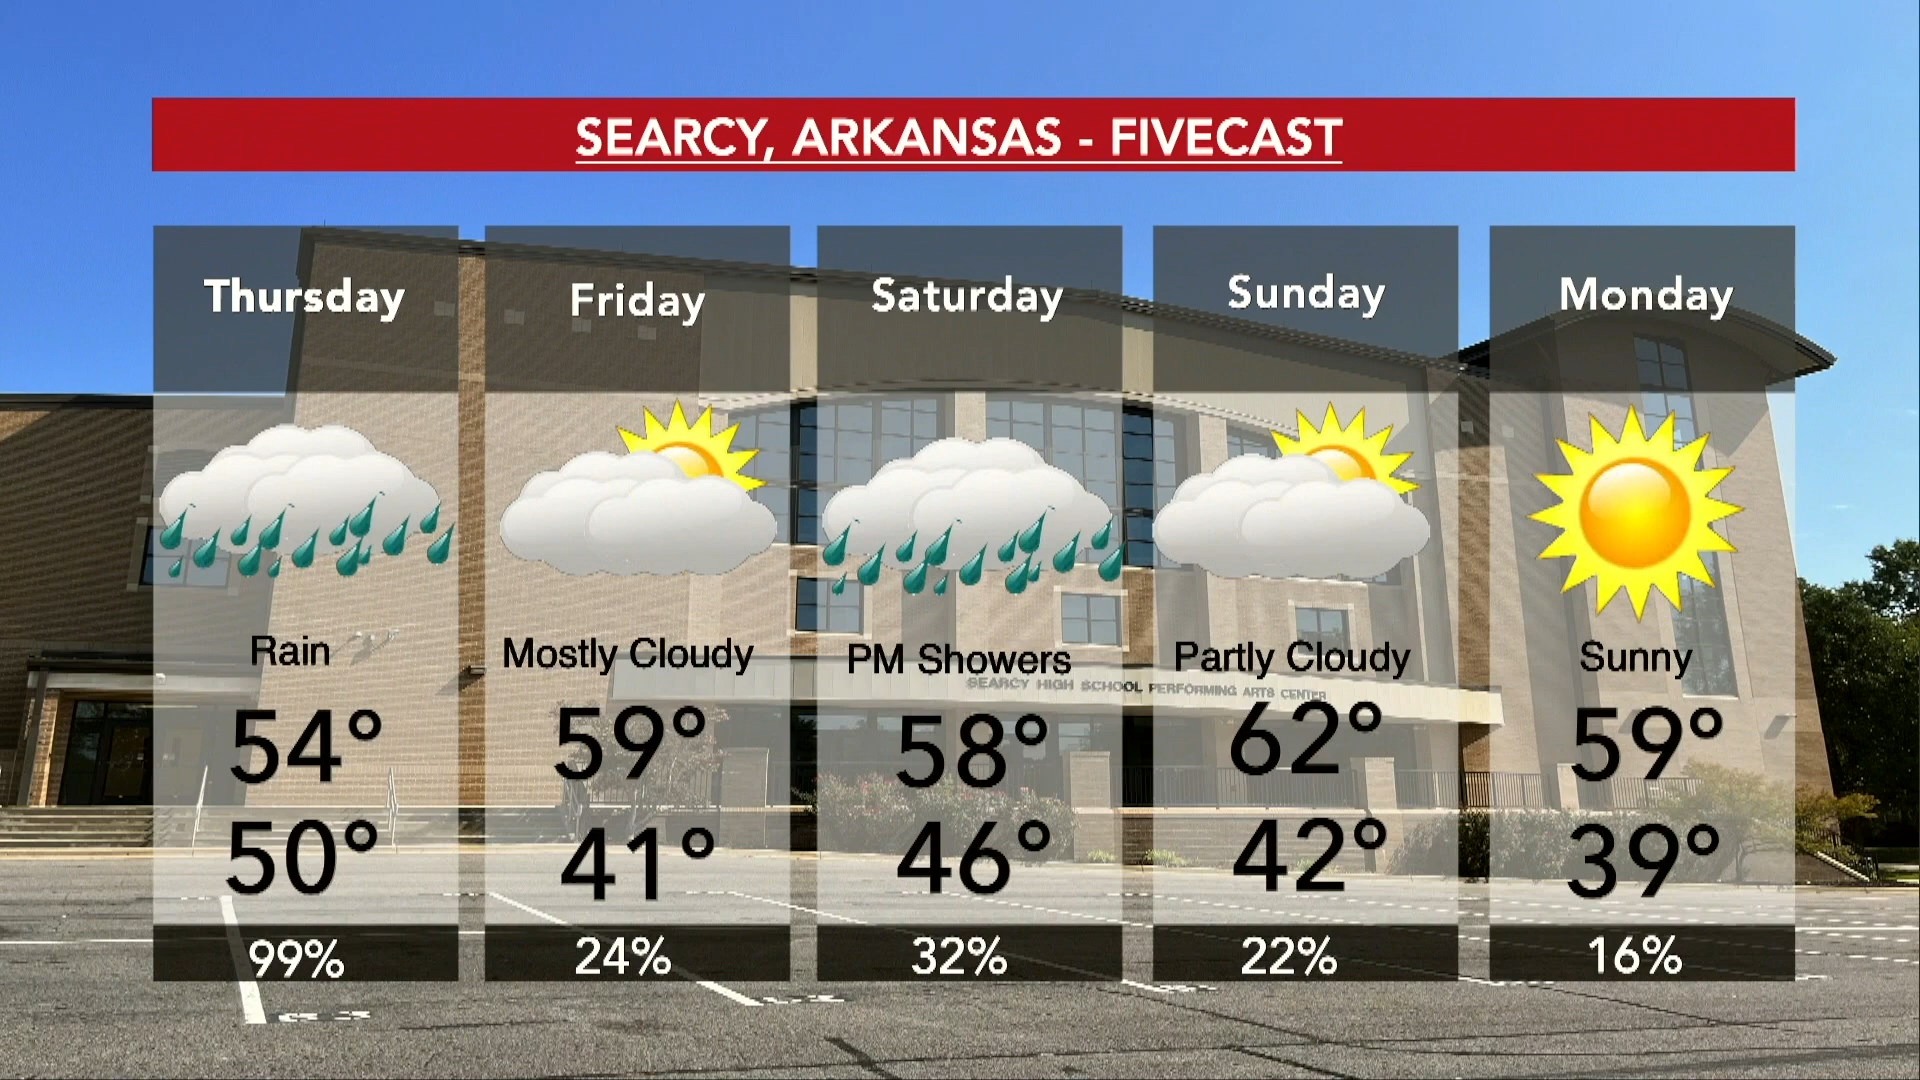 SEARCY, ARKANSAS - FIVECAST
Thursday
Rain
54°
50°
99%
Friday
Mostly Cloudy
59°
41°
24%
Saturday
PM Showers
58°
46°
32%
Sunday
Partly Cloudy
62°
42°
22%
Monday
Sunny
59°
39°
16%
SEARCY HIGH SCHOOL PERFORMING ARTS CENTER